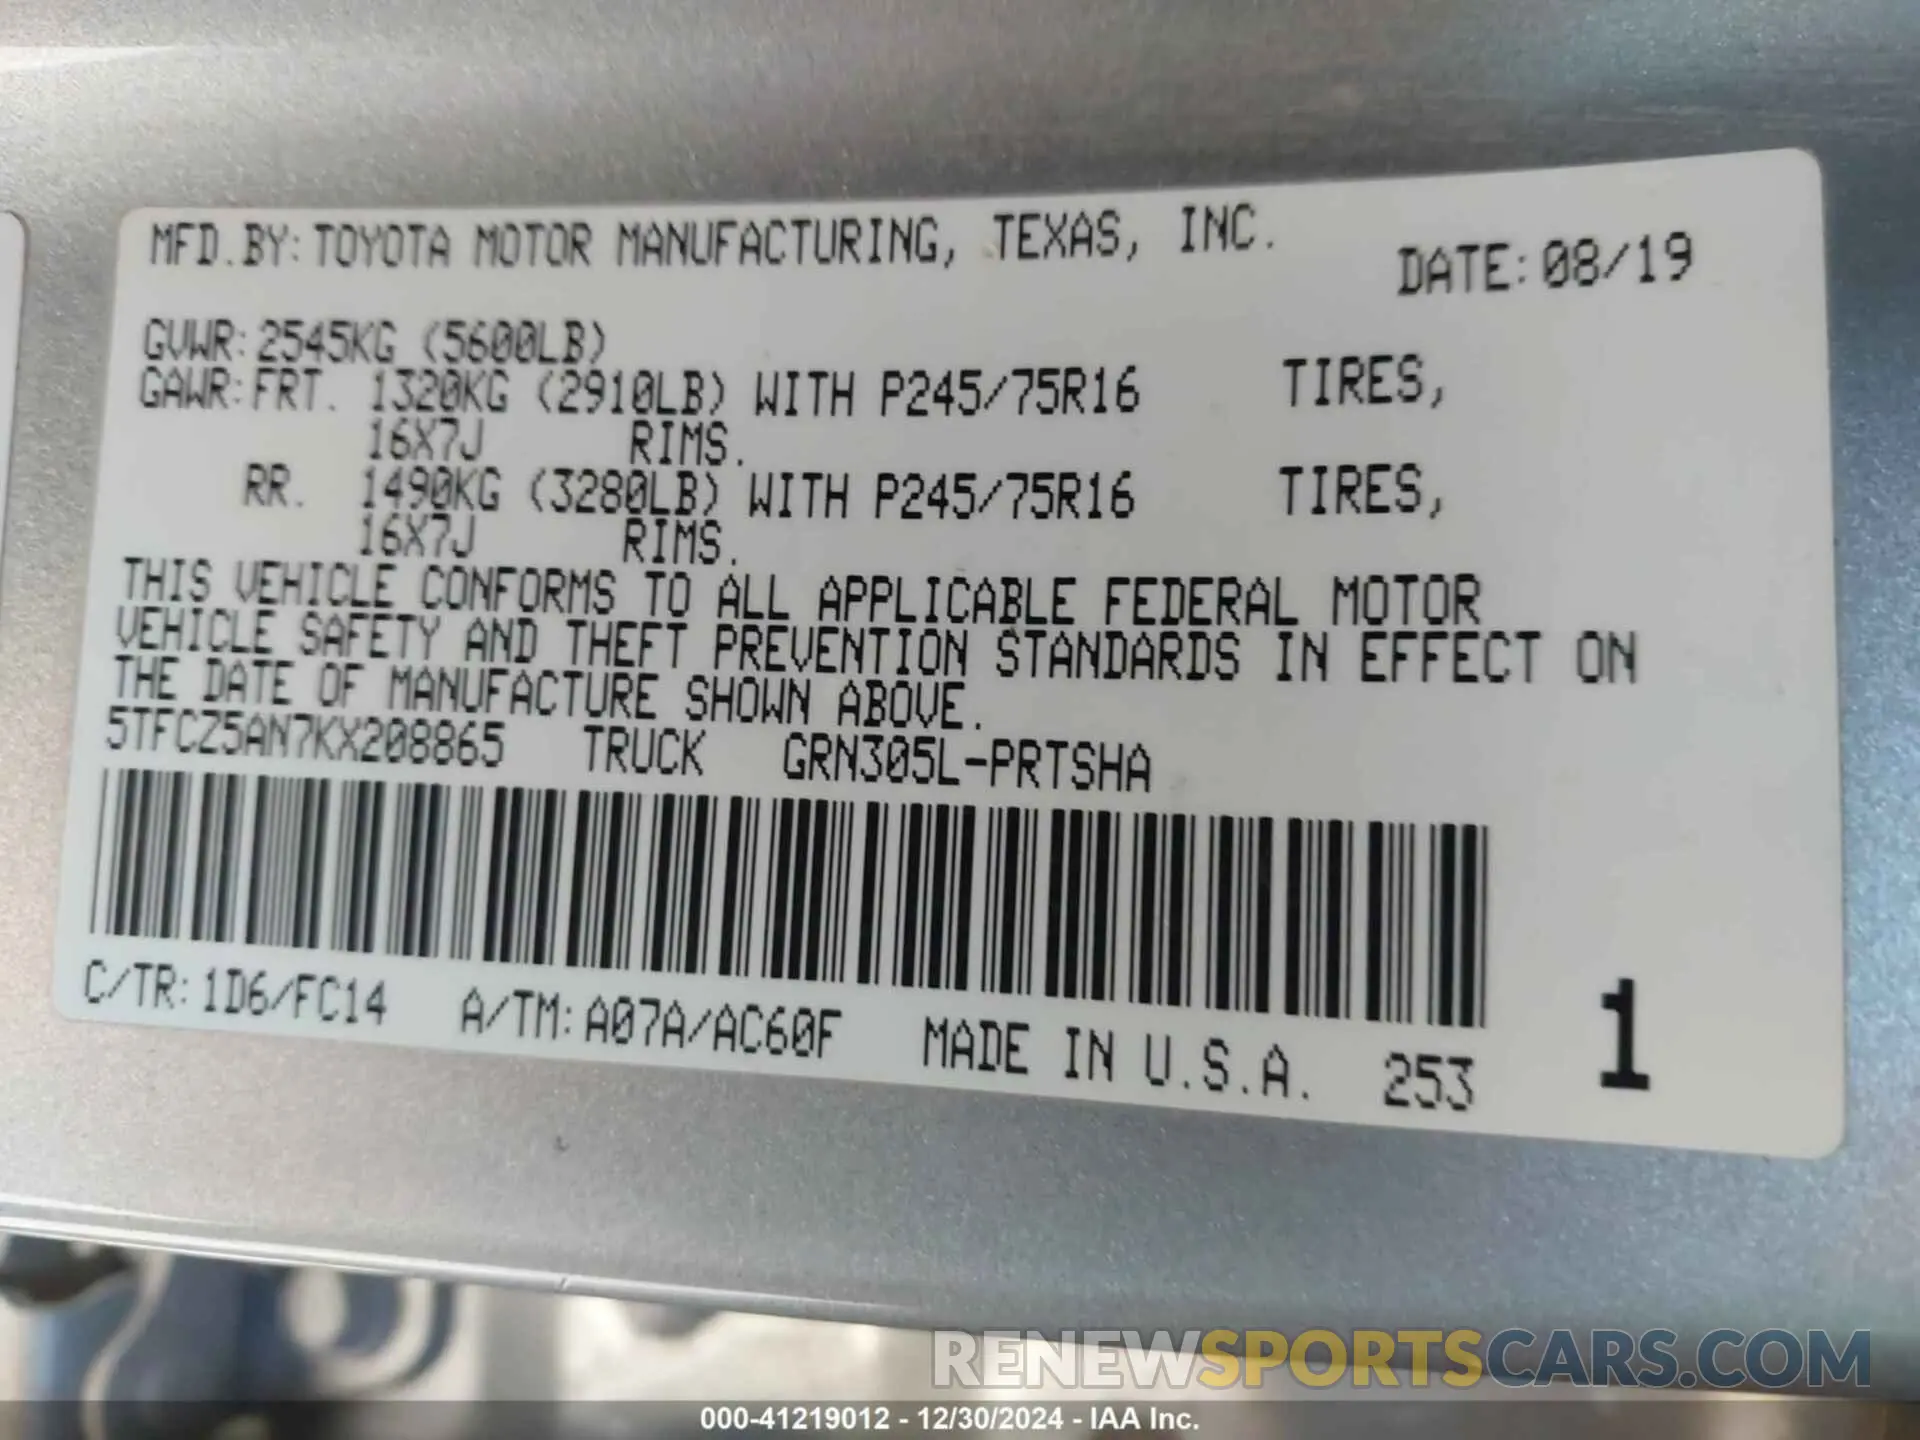 MFD.BY:TOYOTA MOTOR MANUFACTURING, TEXAS, INC. DATE:08/19
GVWR:2545KG (5600LB)
GAWR:FRT. 1320KG (2910LB) WITH P245/75R16 TIRES,
16X7J RIMS.
RR. 1490KG (3280LB) WITH P245/75R16 TIRES,
16X7J RIMS.
THIS VEHICLE CONFORMS TO ALL APPLICABLE FEDERAL MOTOR
VEHICLE SAFETY AND THEFT PREVENTION STANDARDS IN EFFECT ON
THE DATE OF MANUFACTURE SHOWN ABOVE.
5TFCZ5AN7KX208865 TRUCK GRN305L-PRTSHA
C/TR:1D6/FC14 A/TM:A07A/AC60F MADE IN U.S.A. 253 1
RENEWSPORTSCARS.COM
000-41219012 - 12/30/2024 - IAA Inc.